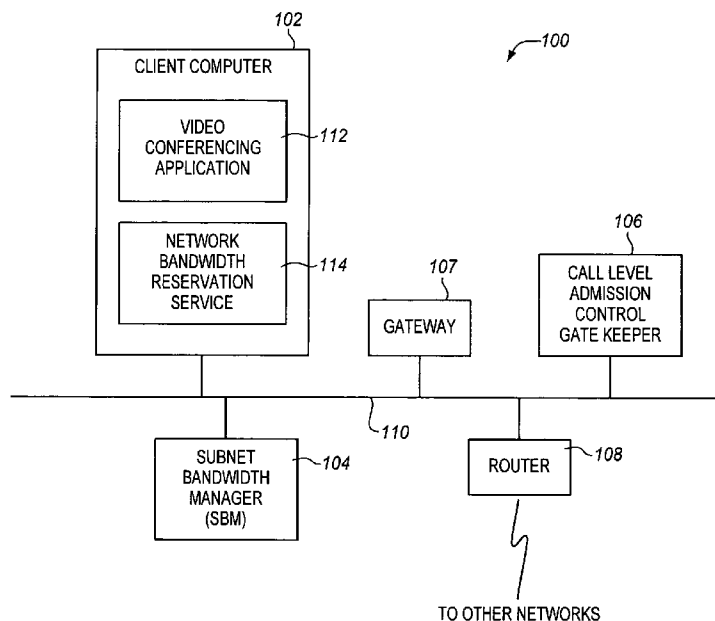 102
100
CLIENT COMPUTER
VIDEO
CONFERENCING
APPLICATION
112
NETWORK
BANDWIDTH
RESERVATION
SERVICE
114
107
GATEWAY
106
CALL LEVEL
ADMISSION
CONTROL
GATE KEEPER
110
SUBNET
BANDWIDTH
MANAGER
(SBM)
104
ROUTER
108
TO OTHER NETWORKS